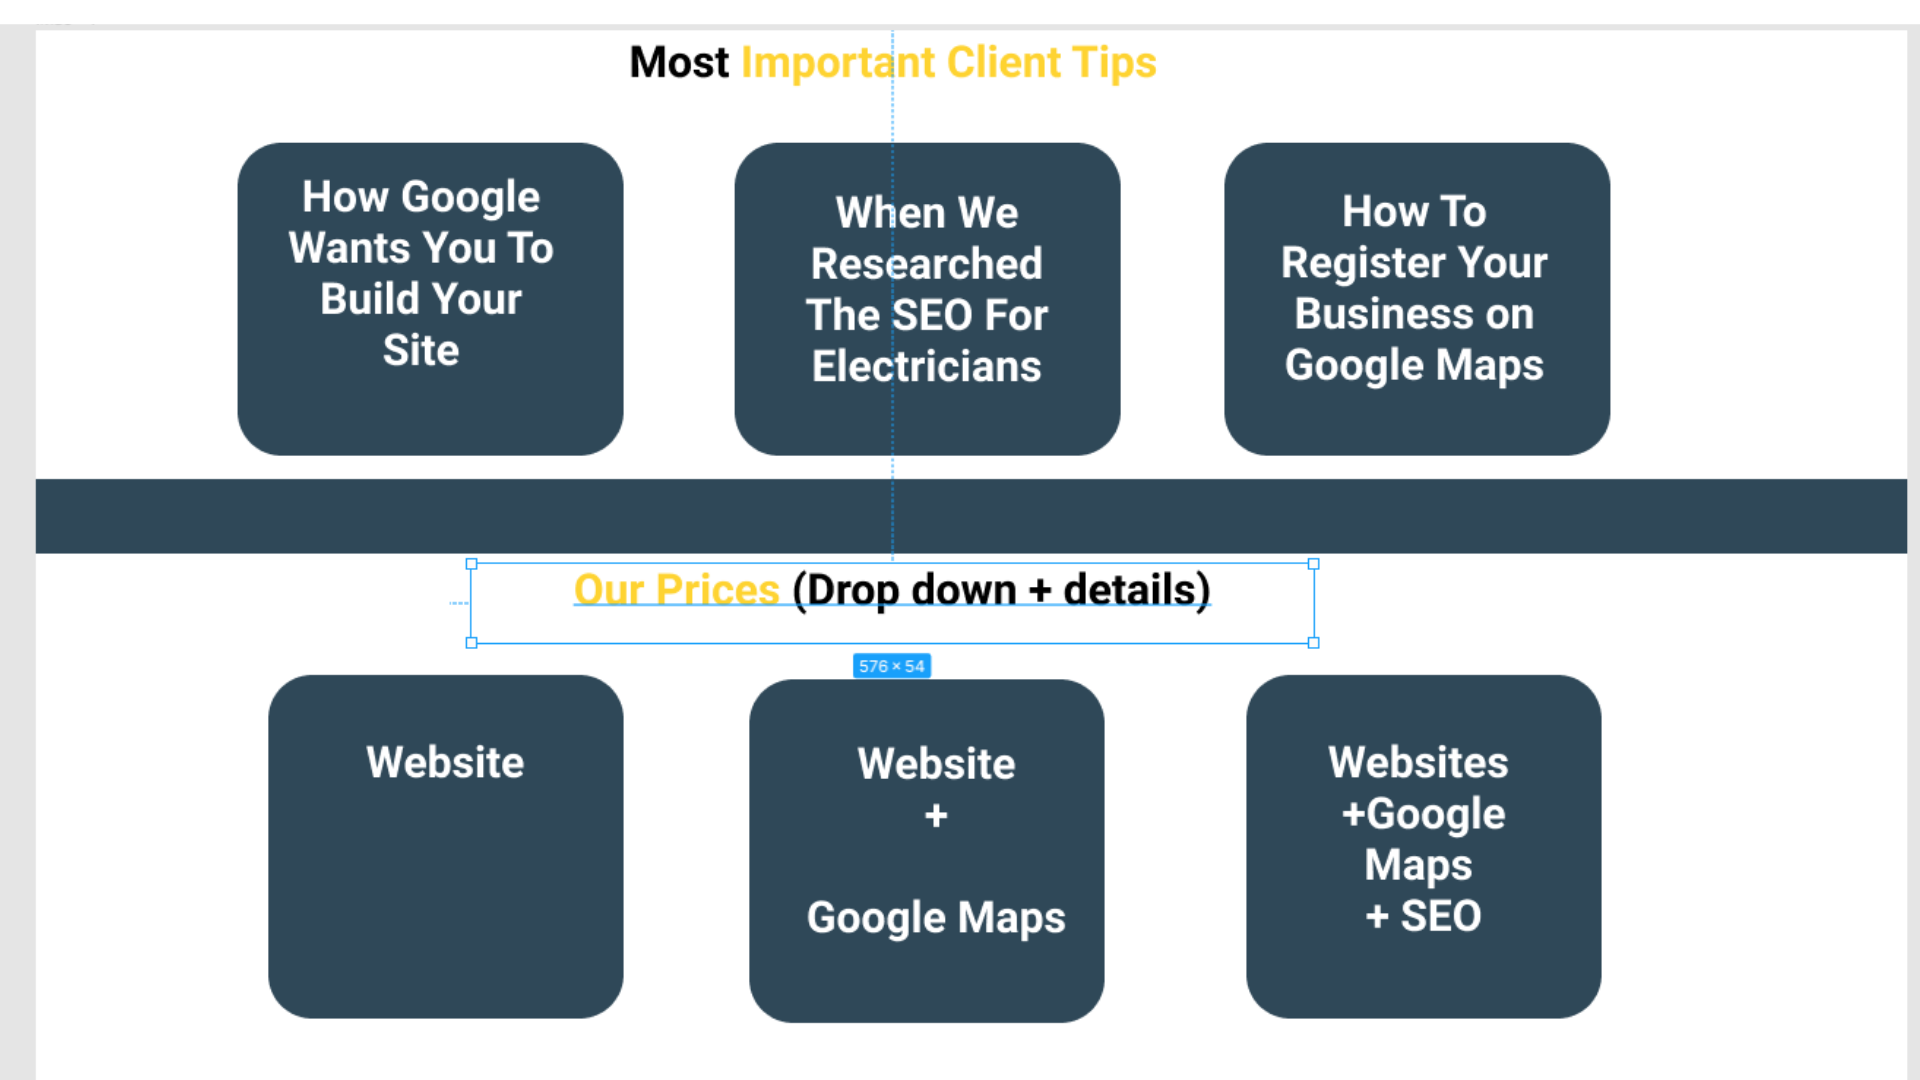 Most Important Client Tips
How Google
Wants You To
Build Your
Site
When We
Researched
The SEO For
Electricians
How To
Register Your
Business on
Google Maps
Our Prices (Drop down + details)
576 × 54
Website
Website
+
Google Maps
Websites
+Google
Maps
+ SEO